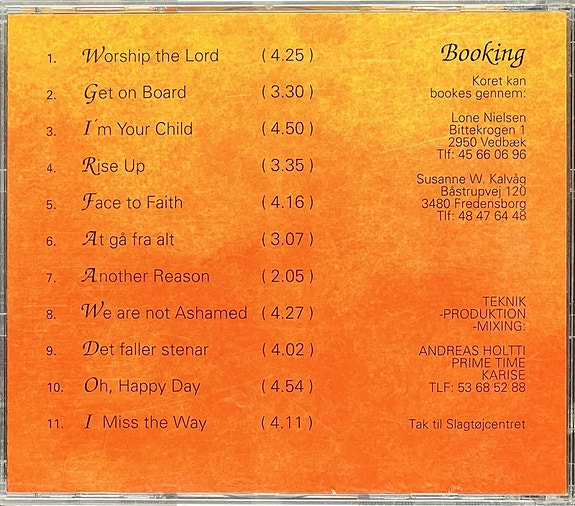 1. Worship the Lord ( 4.25 )
2. Get on Board ( 3.30 )
3. I´m Your Child ( 4.50 )
4. Rise Up ( 3.35 )
5. Face to Faith ( 4.16 )
6. At gå fra alt ( 3.07 )
7. Another Reason ( 2.05 )
8. We are not Ashamed ( 4.27 )
9. Det faller stenar ( 4.02 )
10. Oh, Happy Day ( 4.54 )
11. I Miss the Way ( 4.11 )
Booking
Koret kan
bookes gennem:
Lone Nielsen
Bittekrogen 1
2950 Vedbæk
Tlf: 45 66 06 96
Susanne W. Kalvåg
Båstrupvej 120
3480 Fredensborg
Tlf: 48 47 64 48
TEKNIK
-PRODUKTION
-MIXING:
ANDREAS HOLTTI
PRIME TIME
KARISE
TLF: 53 68 52 88
Tak til Slagtøjcentret